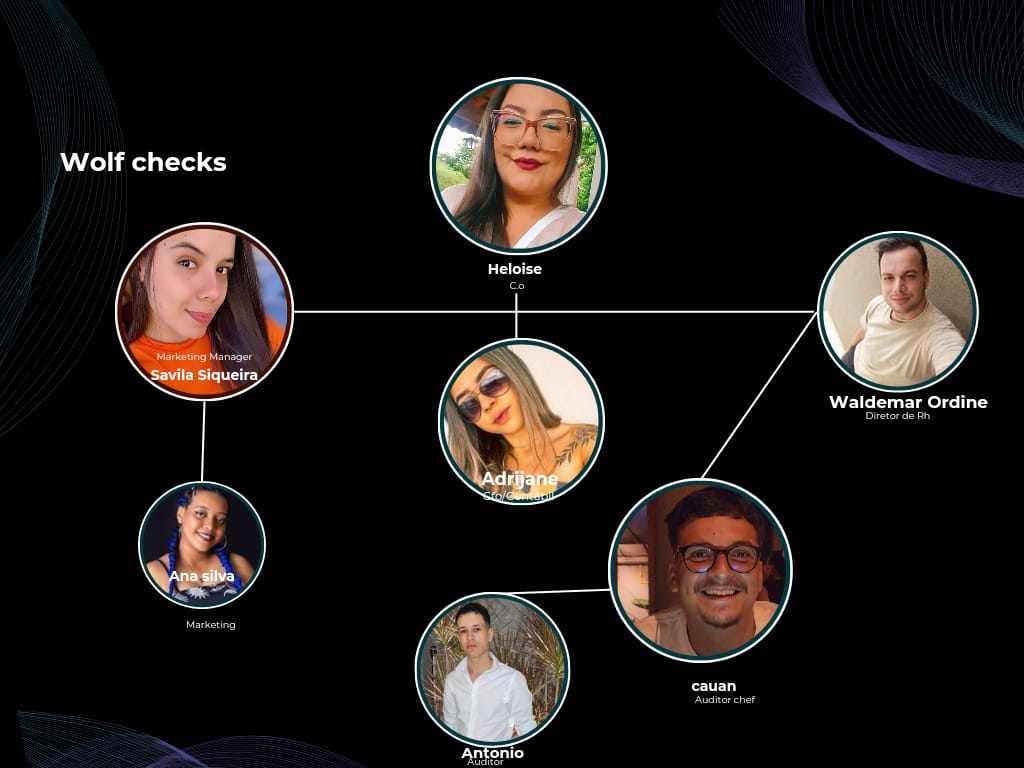 Wolf checks
Heloise
C.o
Marketing Manager
Savila Siqueira
Waldemar Ordine
Diretor de Rh
Adrijane
Cfo/Contabil
Ana silva
Marketing
cauan
Auditor chef
Antonio
Auditor